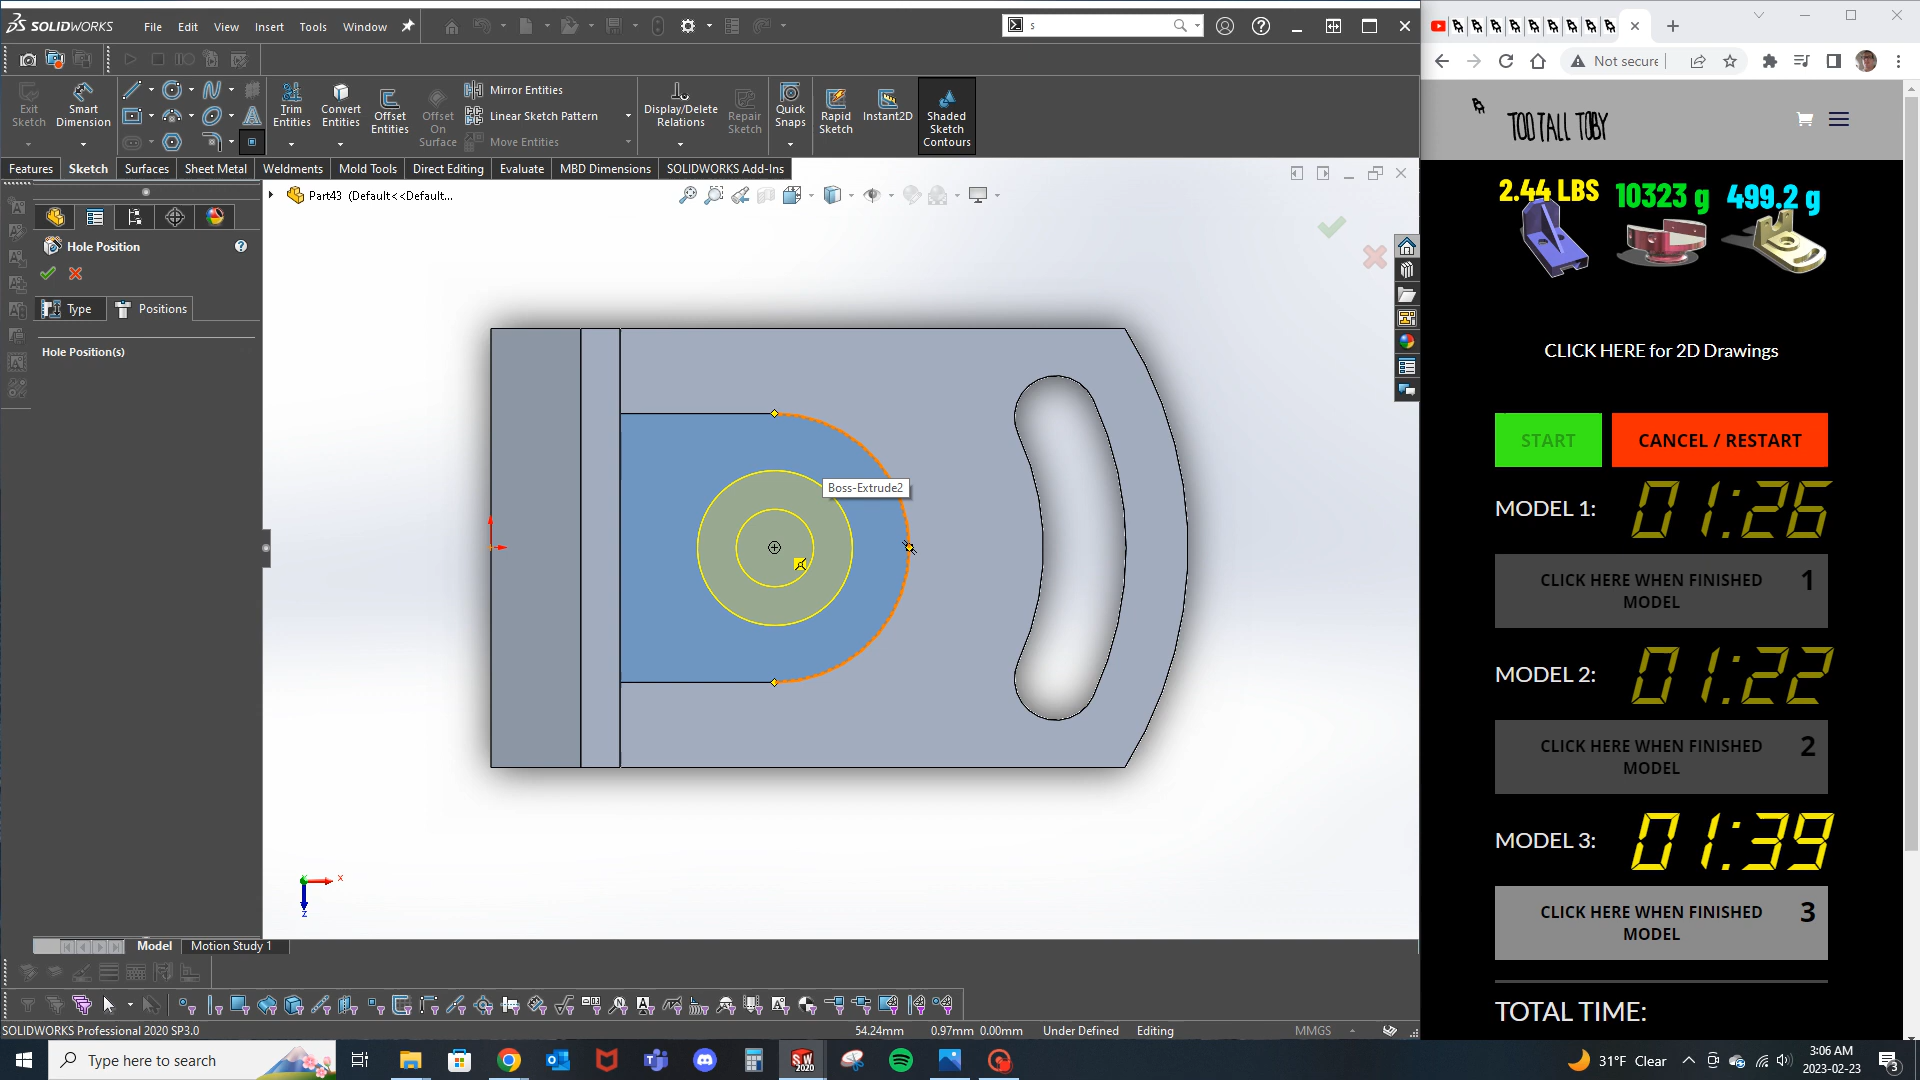 SOLIDWORKS
File Edit View Insert Tools Window
s
Exit Sketch
Smart Dimension
Trim Entities
Convert Entities
Offset Entities
Offset On Surface
Mirror Entities
Linear Sketch Pattern
Move Entities
Display/Delete Relations
Repair Sketch
Quick Snaps
Rapid Sketch
Instant2D
Shaded Sketch Contours
Features Sketch Surfaces Sheet Metal Weldments Mold Tools Direct Editing Evaluate MBD Dimensions SOLIDWORKS Add-Ins
Part43 (Default<<Default...
Hole Position
Type Positions
Hole Position(s)
Boss-Extrude2
X
Z
Model Motion Study 1
SOLIDWORKS Professional 2020 SP3.0
54.24mm 0.97mm 0.00mm Under Defined Editing MMGS
Type here to search
SW 2020
31°F Clear
3:06 AM
2023-02-23
3
Not secure
TOO TALL TOBY
2.44 LBS 10323 g 499.2 g
CLICK HERE for 2D Drawings
START CANCEL / RESTART
MODEL 1: 01:26
CLICK HERE WHEN FINISHED MODEL 1
MODEL 2: 01:22
CLICK HERE WHEN FINISHED MODEL 2
MODEL 3: 01:39
CLICK HERE WHEN FINISHED MODEL 3
TOTAL TIME: